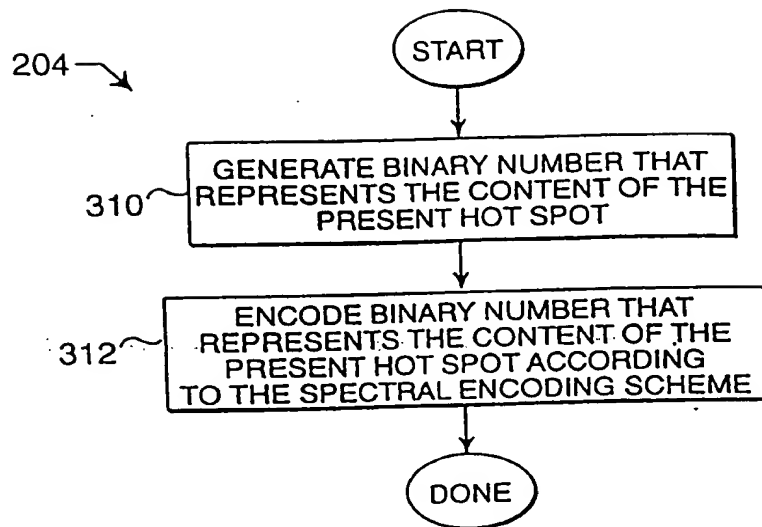 START
204
GENERATE BINARY NUMBER THAT
REPRESENTS THE CONTENT OF THE
PRESENT HOT SPOT.
310
ENCODE BINARY NUMBER THAT
REPRESENTS THE CONTENT OF THE
PRESENT HOT SPOT ACCORDING
TO THE SPECTRAL ENCODING SCHEME
312
DONE